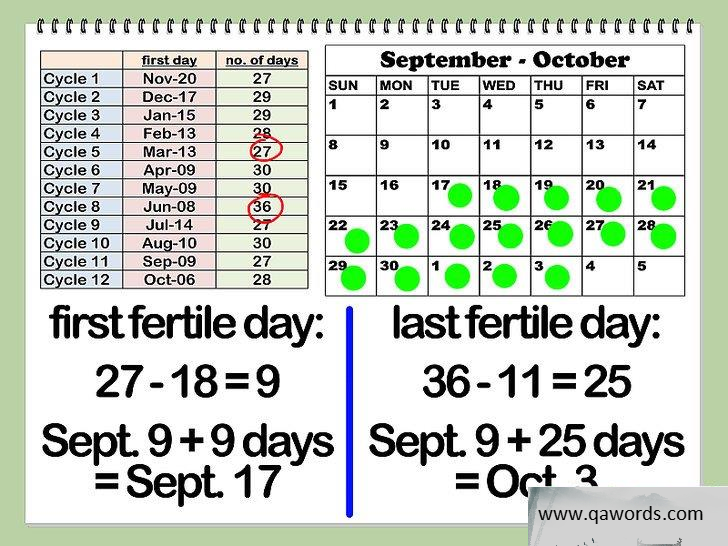 first day no. of days
Cycle 1 Nov-20 27
Cycle 2 Dec-17 29
Cycle 3 Jan-15 29
Cycle 4 Feb-13 28
Cycle 5 Mar-13 27
Cycle 6 Apr-09 30
Cycle 7 May-09 30
Cycle 8 Jun-08 36
Cycle 9 Jul-14 27
Cycle 10 Aug-10 30
Cycle 11 Sep-09 27
Cycle 12 Oct-06 28
September - October
SUN MON TUE WED THU FRI SAT
1 2 3 4 5 6 7
8 9 10 11 12 13 14
15 16 17 18 19 20 21
22 23 24 25 26 27 28
29 30 1 2 3 4 5
first fertile day:
27 - 18 = 9
Sept. 9 + 9 days
= Sept. 17
last fertile day:
36 - 11 = 25
Sept. 9 + 25 days
= Oct. 3
www.qawords.com